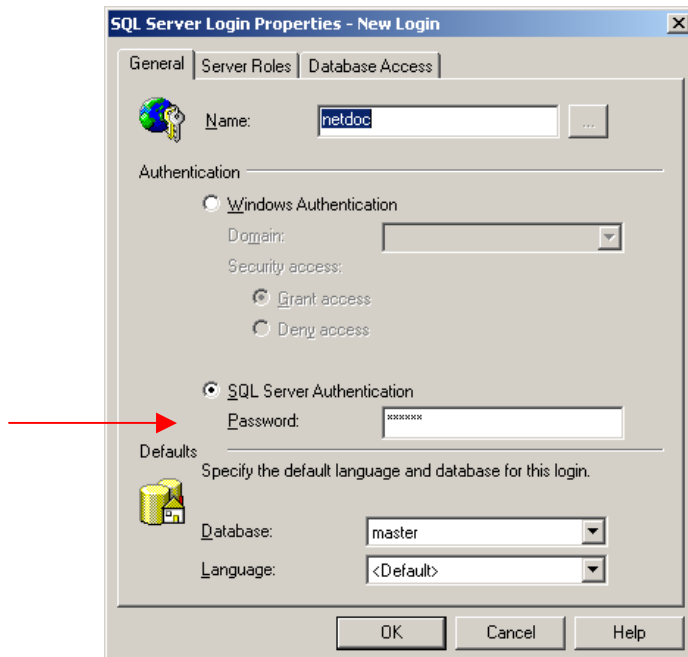 SQL Server Login Properties - New Login
General Server Roles Database Access
Name: netdoc ...
Authentication
Windows Authentication
Domain:
Security access:
Grant access
Deny access
SQL Server Authentication
Password: ******
Defaults
Specify the default language and database for this login.
Database: master
Language: <Default>
OK Cancel Help